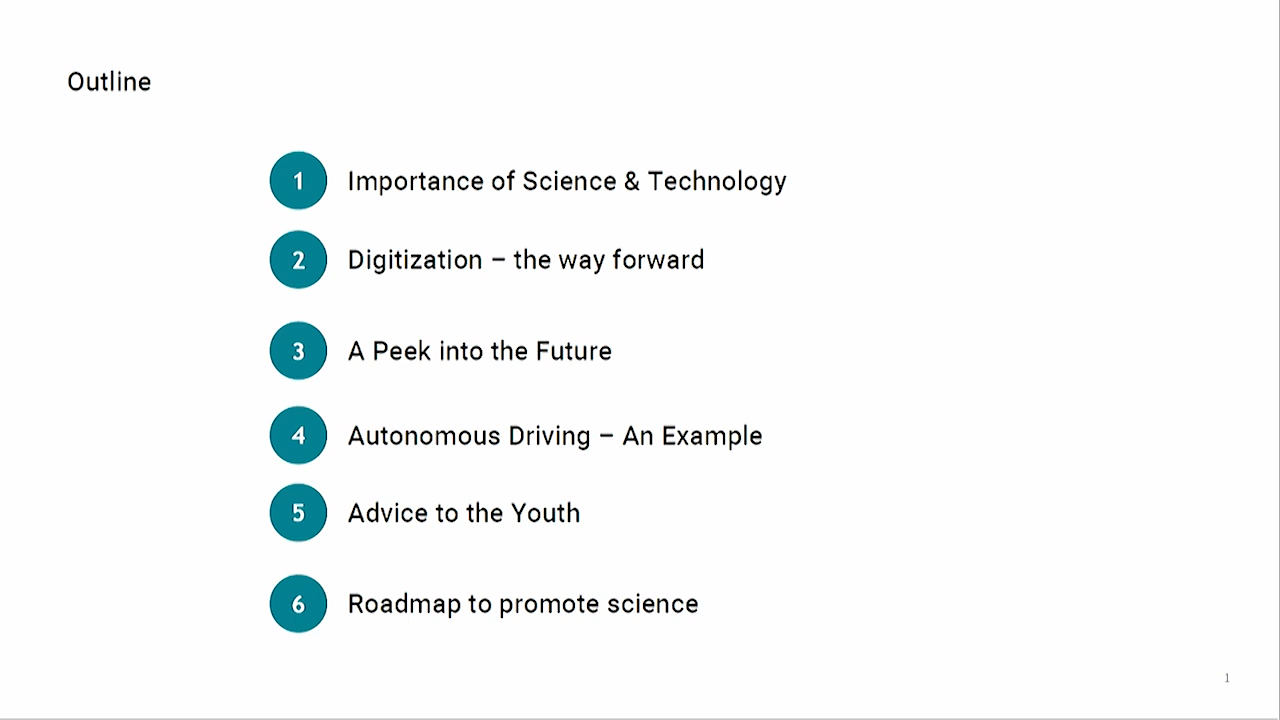 Outline
1 Importance of Science & Technology
2 Digitization – the way forward
3 A Peek into the Future
4 Autonomous Driving – An Example
5 Advice to the Youth
6 Roadmap to promote science
1